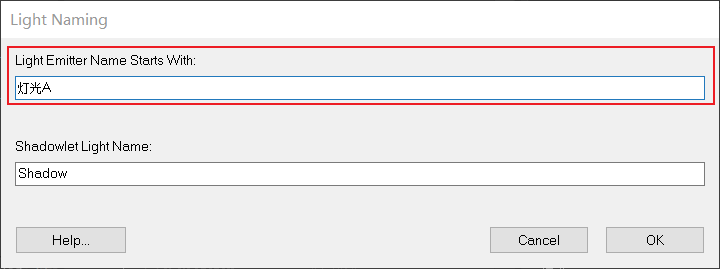 Light Naming
Light Emitter Name Starts With:
灯光A
Shadowlet Light Name:
Shadow
Help...
Cancel
OK